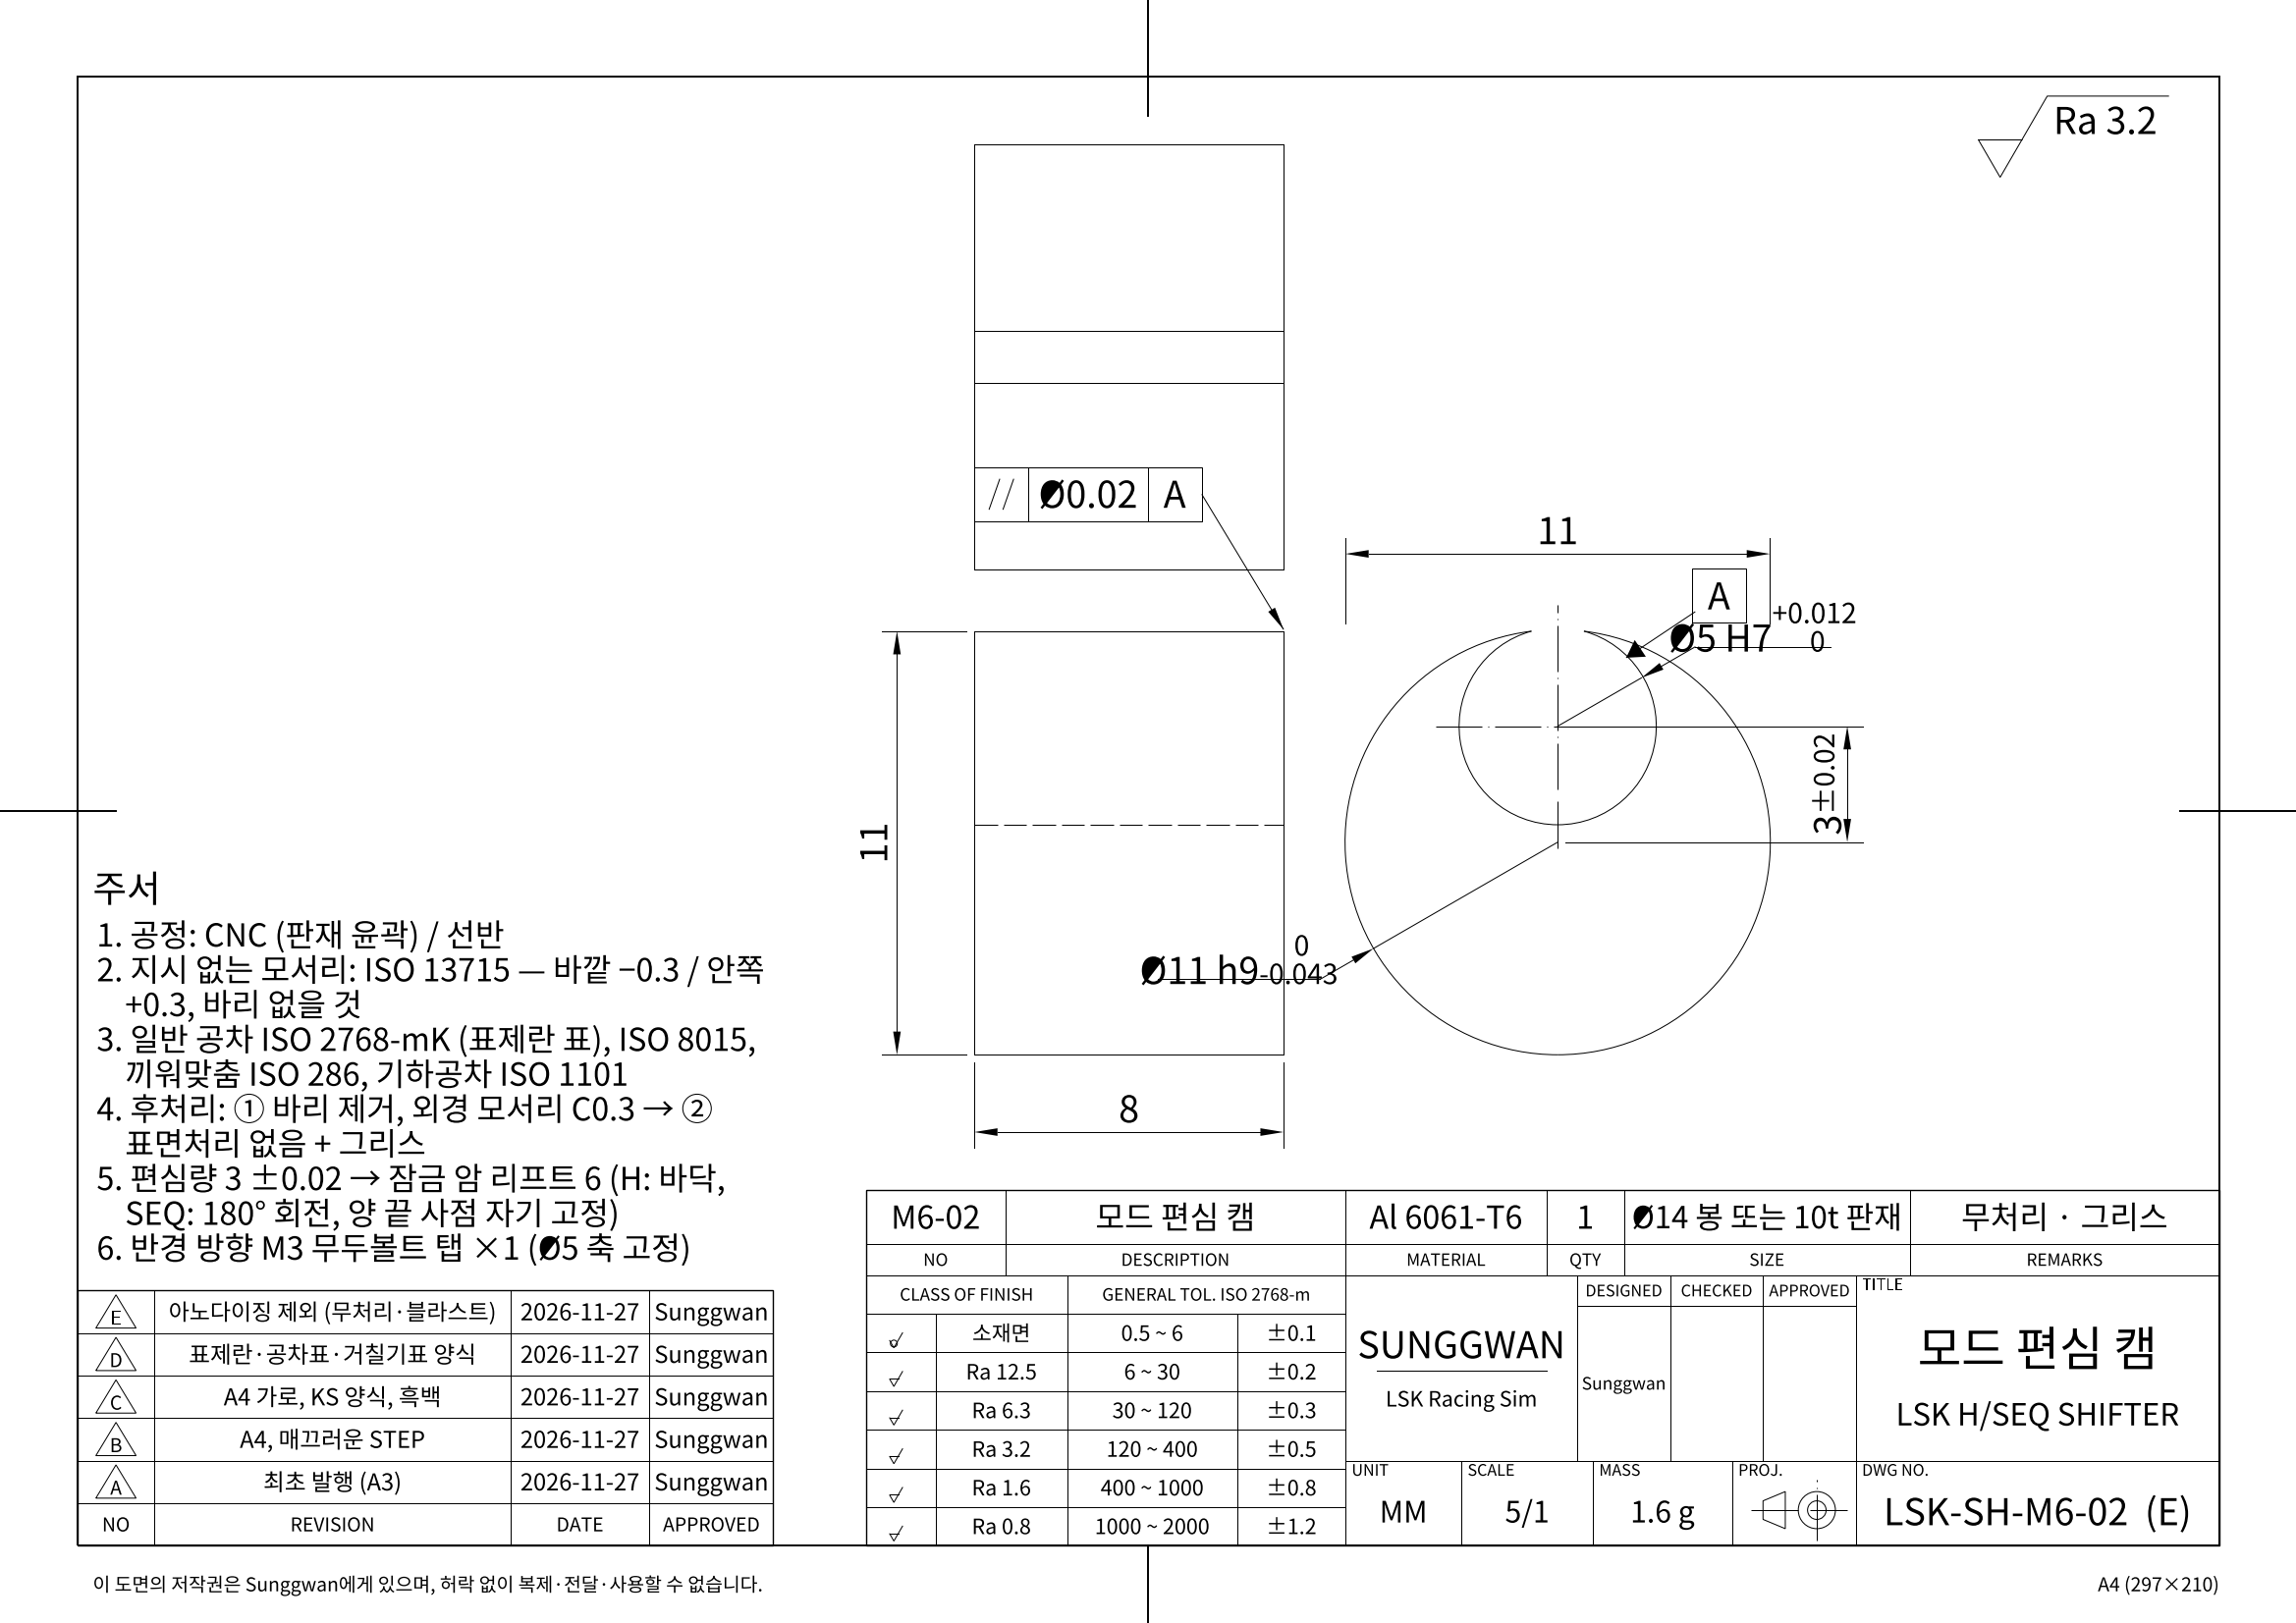 Ra 3.2
// Ø0.02 A
11
A
Ø5 H7 +0.012 0
3±0.02
11
Ø11 h9 0 -0.043
8
주서
1. 공정: CNC (판재 윤곽) / 선반
2. 지시 없는 모서리: ISO 13715 — 바깥 −0.3 / 안쪽
+0.3, 바리 없을 것
3. 일반 공차 ISO 2768-mK (표제란 표), ISO 8015,
끼워맞춤 ISO 286, 기하공차 ISO 1101
4. 후처리: ① 바리 제거, 외경 모서리 C0.3 → ②
표면처리 없음 + 그리스
5. 편심량 3 ±0.02 → 잠금 암 리프트 6 (H: 바닥,
SEQ: 180° 회전, 양 끝 사점 자기 고정)
6. 반경 방향 M3 무두볼트 탭 ×1 (Ø5 축 고정)
E 아노다이징 제외 (무처리·블라스트) 2026-11-27 Sunggwan
D 표제란·공차표·거칠기표 양식 2026-11-27 Sunggwan
C A4 가로, KS 양식, 흑백 2026-11-27 Sunggwan
B A4, 매끄러운 STEP 2026-11-27 Sunggwan
A 최초 발행 (A3) 2026-11-27 Sunggwan
NO REVISION DATE APPROVED
M6-02 모드 편심 캠 Al 6061-T6 1 Ø14 봉 또는 10t 판재 무처리 · 그리스
NO DESCRIPTION MATERIAL QTY SIZE REMARKS
CLASS OF FINISH GENERAL TOL. ISO 2768-m
소재면 0.5 ~ 6 ±0.1
Ra 12.5 6 ~ 30 ±0.2
Ra 6.3 30 ~ 120 ±0.3
Ra 3.2 120 ~ 400 ±0.5
Ra 1.6 400 ~ 1000 ±0.8
Ra 0.8 1000 ~ 2000 ±1.2
SUNGGWAN
LSK Racing Sim
DESIGNED CHECKED APPROVED
Sunggwan
TITLE
모드 편심 캠
LSK H/SEQ SHIFTER
UNIT SCALE MASS PROJ. DWG NO.
MM 5/1 1.6 g LSK-SH-M6-02 (E)
이 도면의 저작권은 Sunggwan에게 있으며, 허락 없이 복제·전달·사용할 수 없습니다.
A4 (297×210)